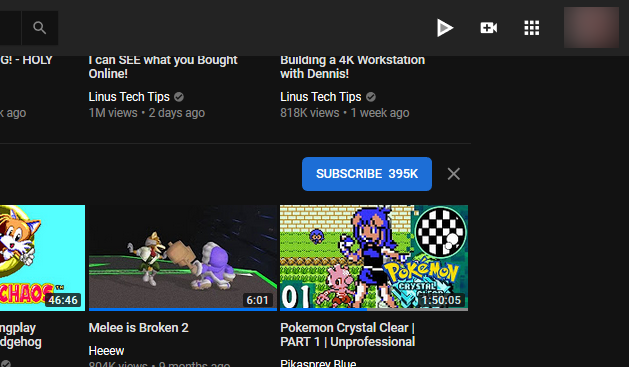 G! - HOLY
I can SEE what you Bought
Online!
Building a 4K Workstation
with Dennis!
Linus Tech Tips
Linus Tech Tips
k ago
1M views • 2 days ago
818K views • 1 week ago
SUBSCRIBE 395K
CHAOS™
46:46
6:01
01
POKéMON
CRYSTAL
1:50:05
ngplay
dgehog
Melee is Broken 2
Pokemon Crystal Clear |
PART 1 | Unprofessional
Heeew
Pikasprey Blue
804K views • 9 months ago